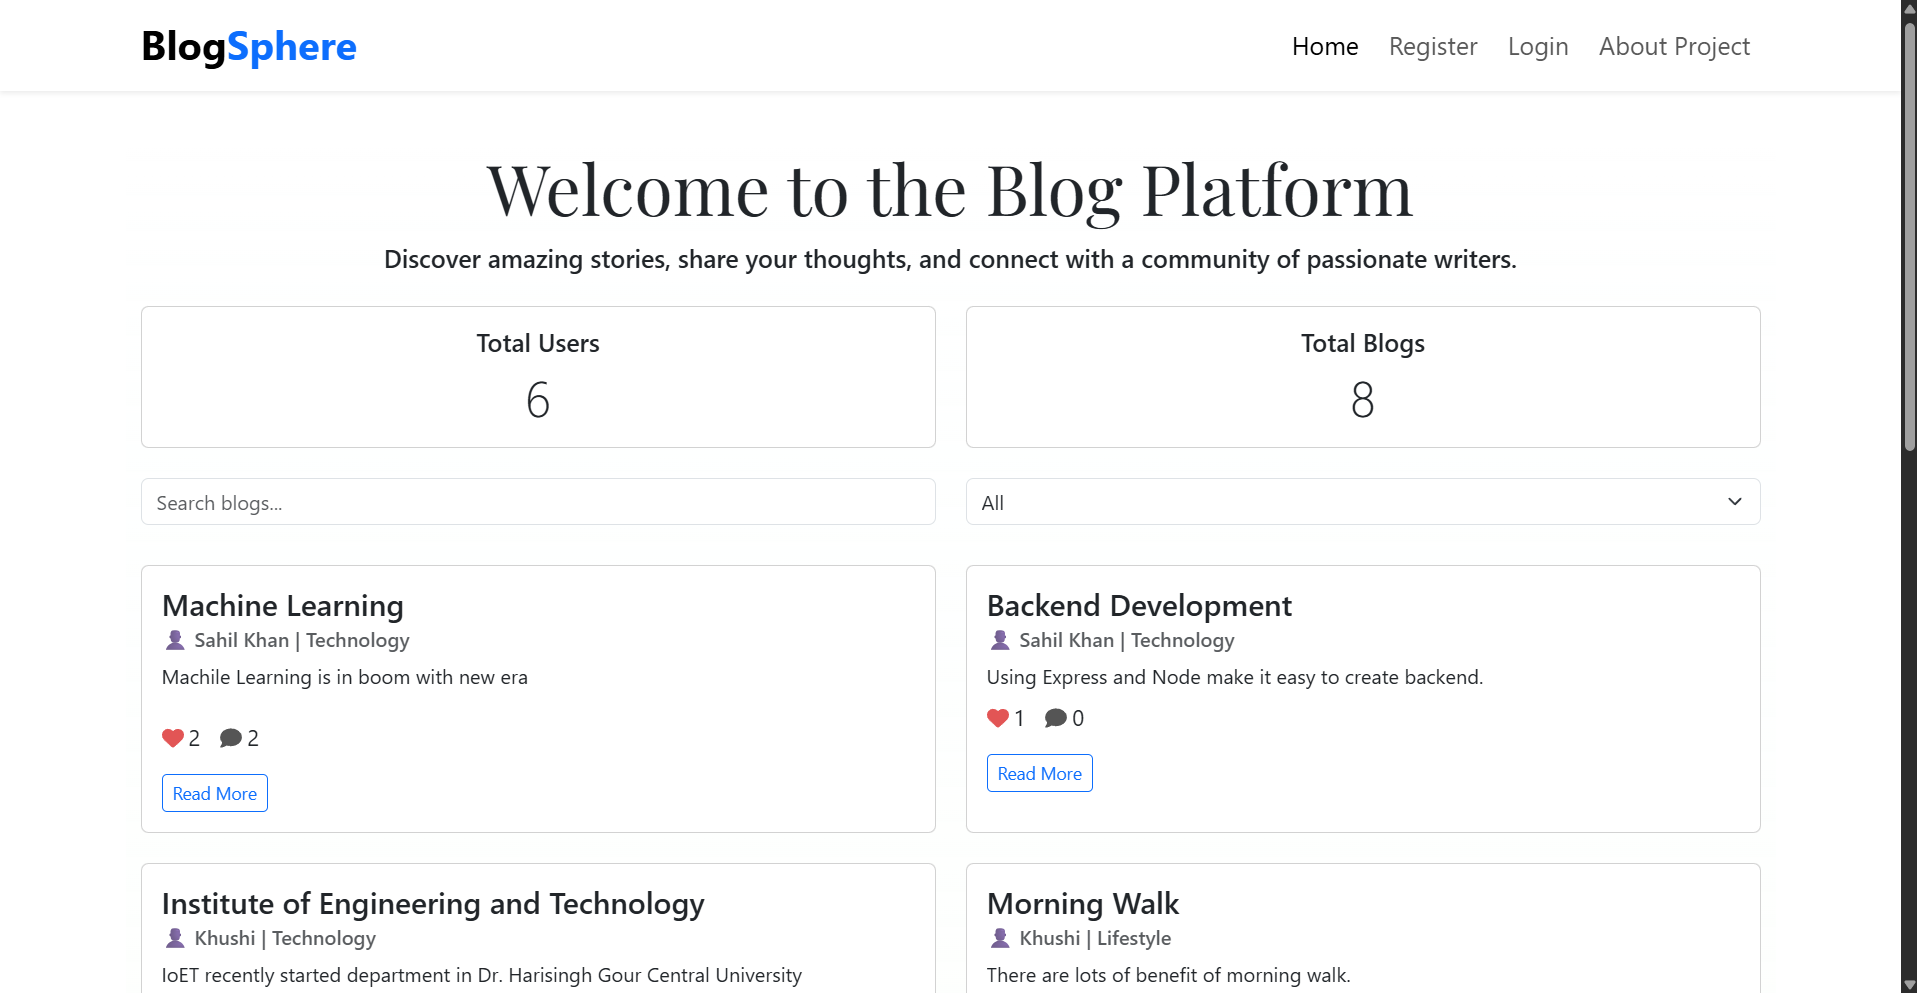 BlogSphere
Home Register Login About Project
Welcome to the Blog Platform
Discover amazing stories, share your thoughts, and connect with a community of passionate writers.
Total Users
6
Total Blogs
8
Search blogs...
All
Machine Learning
Sahil Khan | Technology
Machile Learning is in boom with new era
2 2
Read More
Backend Development
Sahil Khan | Technology
Using Express and Node make it easy to create backend.
1 0
Read More
Institute of Engineering and Technology
Khushi | Technology
IoET recently started department in Dr. Harisingh Gour Central University
Morning Walk
Khushi | Lifestyle
There are lots of benefit of morning walk.